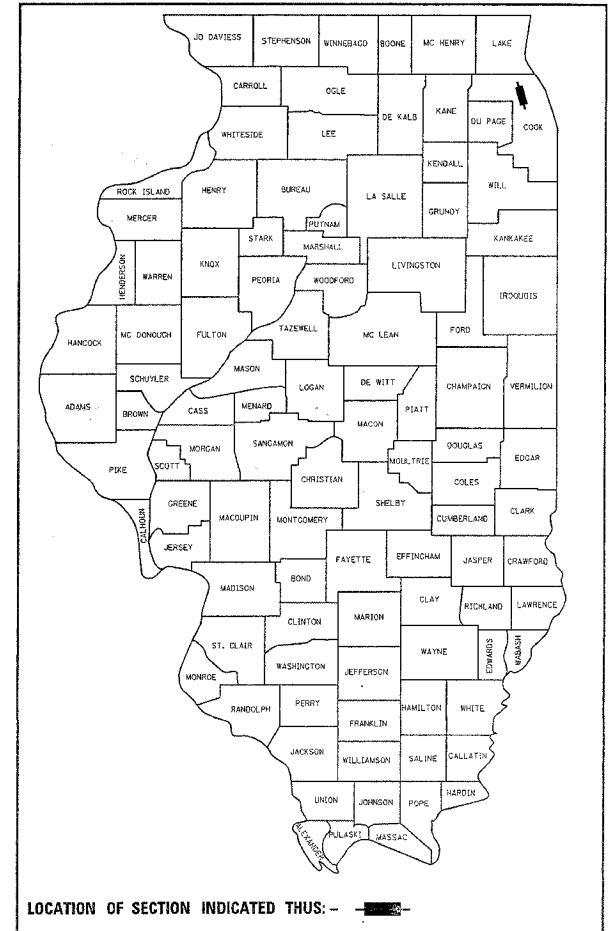 JO DAVIESS STEPHENSON WINNEBAGO BOONE MC HENRY LAKE
CARROLL OGLE
DE KALB KANE DU PAGE COOK
WHITESIDE LEE
KENDALL
WILL
ROCK ISLAND HENRY BUREAU LA SALLE
MERCER PUTNAM GRUNDY
STARK MARSHALL KANKAKEE
HENDERSON WARREN KNOX PEORIA WOODFORD LIVINGSTON
IROQUOIS
HANCOCK MC DONOUGH FULTON TAZEWELL MC LEAN FORD
MASON
SCHUYLER LOGAN DE WITT CHAMPAIGN VERMILION
ADAMS BROWN CASS MENARD PIATT
MACON
MORGAN SANGAMON DOUGLAS EDGAR
PIKE SCOTT CHRISTIAN MOULTRIE COLES
SHELBY
GREENE MACOUPIN MONTGOMERY CUMBERLAND CLARK
CALHOUN JERSEY
FAYETTE EFFINGHAM JASPER CRAWFORD
MADISON BOND
CLAY RICHLAND LAWRENCE
CLINTON MARION
ST. CLAIR WAYNE EDWARDS WABASH
WASHINGTON JEFFERSON
MONROE
RANDOLPH PERRY HAMILTON WHITE
FRANKLIN
JACKSON WILLIAMSON SALINE GALLATIN
UNION JOHNSON POPE HARDIN
ALEXANDER PULASKI MASSAC
LOCATION OF SECTION INDICATED THUS: -